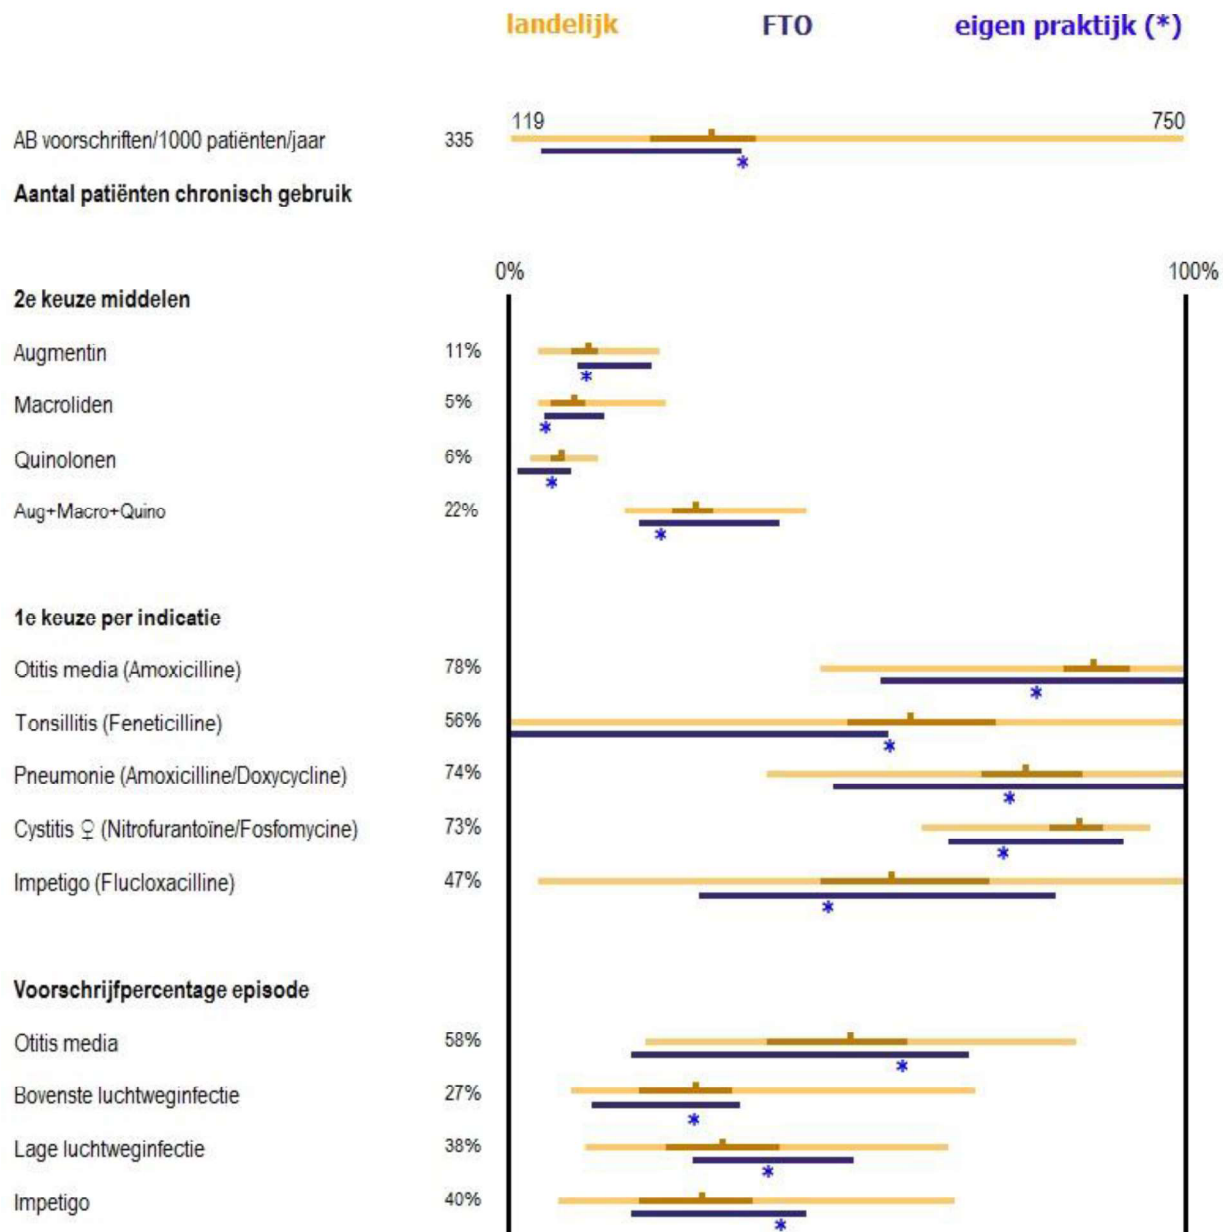 landelijk FTO eigen praktijk (*)
119 750
AB voorschriften/1000 patiënten/jaar 335
*
Aantal patiënten chronisch gebruik
0% 100%
2e keuze middelen
Augmentin 11%
*
Macroliden 5%
*
Quinolonen 6%
*
Aug+Macro+Quino 22%
*
1e keuze per indicatie
Otitis media (Amoxicilline) 78%
*
Tonsillitis (Feneticilline) 56%
*
Pneumonie (Amoxicilline/Doxycycline) 74%
*
Cystitis ♀ (Nitrofurantoïne/Fosfomycine) 73%
*
Impetigo (Flucloxacilline) 47%
*
Voorschrijfpercentage episode
Otitis media 58%
*
Bovenste luchtweginfectie 27%
*
Lage luchtweginfectie 38%
*
Impetigo 40%
*